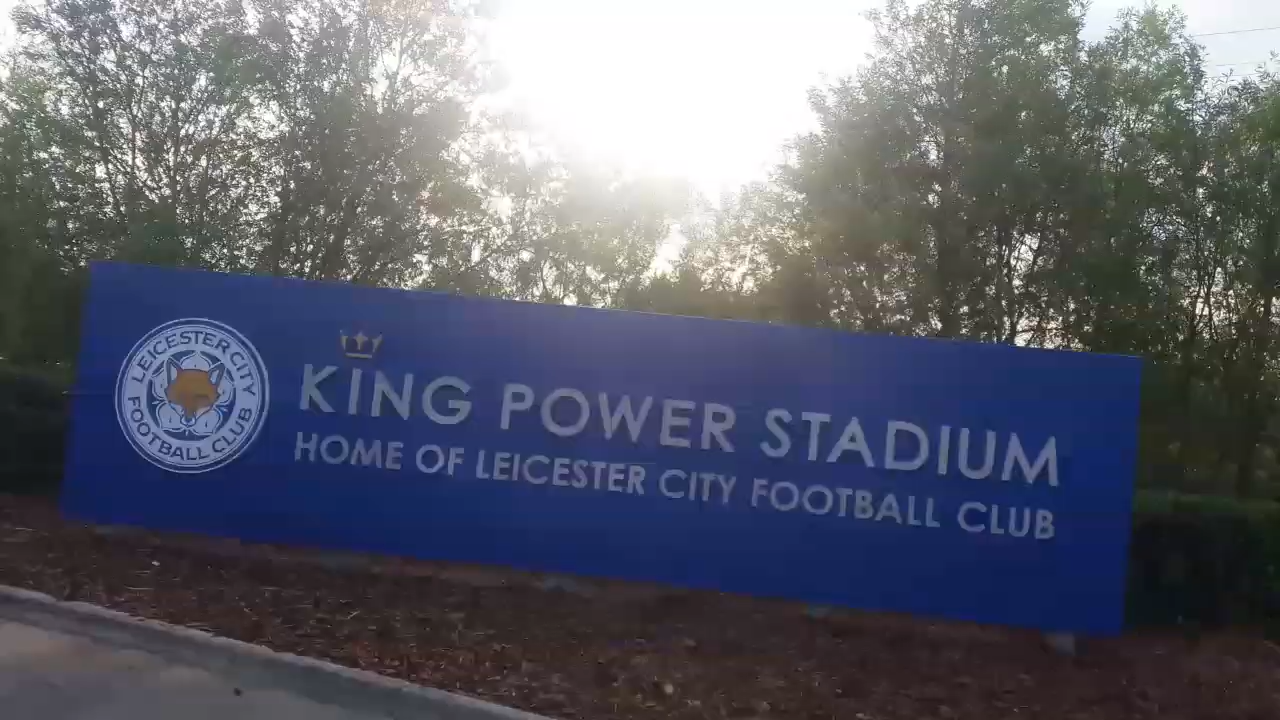 LEICESTER CITY
FOOTBALL CLUB
KING POWER STADIUM
HOME OF LEICESTER CITY FOOTBALL CLUB